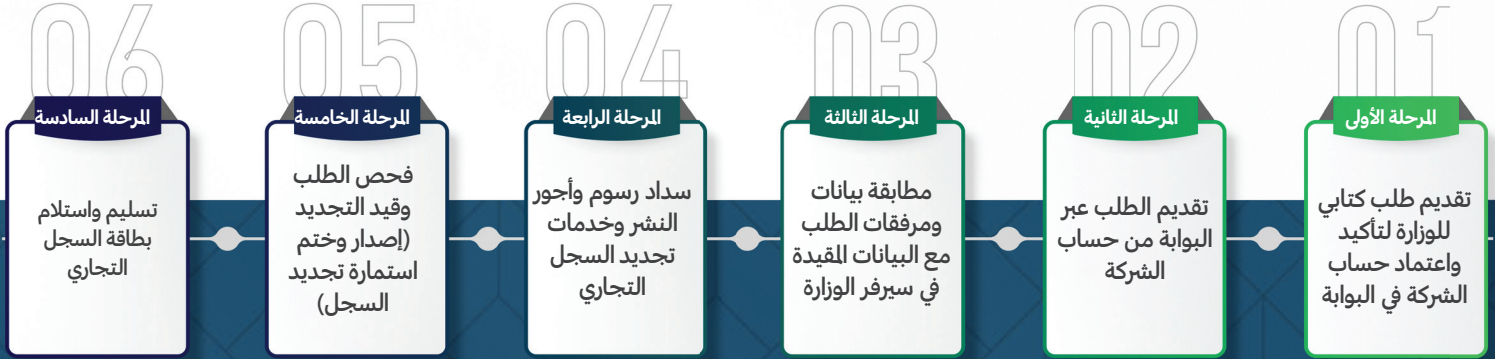 01
المرحلة الأولى
تقديم طلب كتابي
للوزارة لتأكيد
واعتماد حساب
الشركة في البوابة
02
المرحلة الثانية
تقديم الطلب عبر
البوابة من حساب
الشركة
03
المرحلة الثالثة
مطابقة بيانات
ومرفقات الطلب
مع البيانات المقيدة
في سيرفر الوزارة
04
المرحلة الرابعة
سداد رسوم وأجور
النشر وخدمات
تجديد السجل
التجاري
05
المرحلة الخامسة
فحص الطلب
وقيد التجديد
(إصدار وختم
استمارة تجديد
السجل)
06
المرحلة السادسة
تسليم واستلام
بطاقة السجل
التجاري